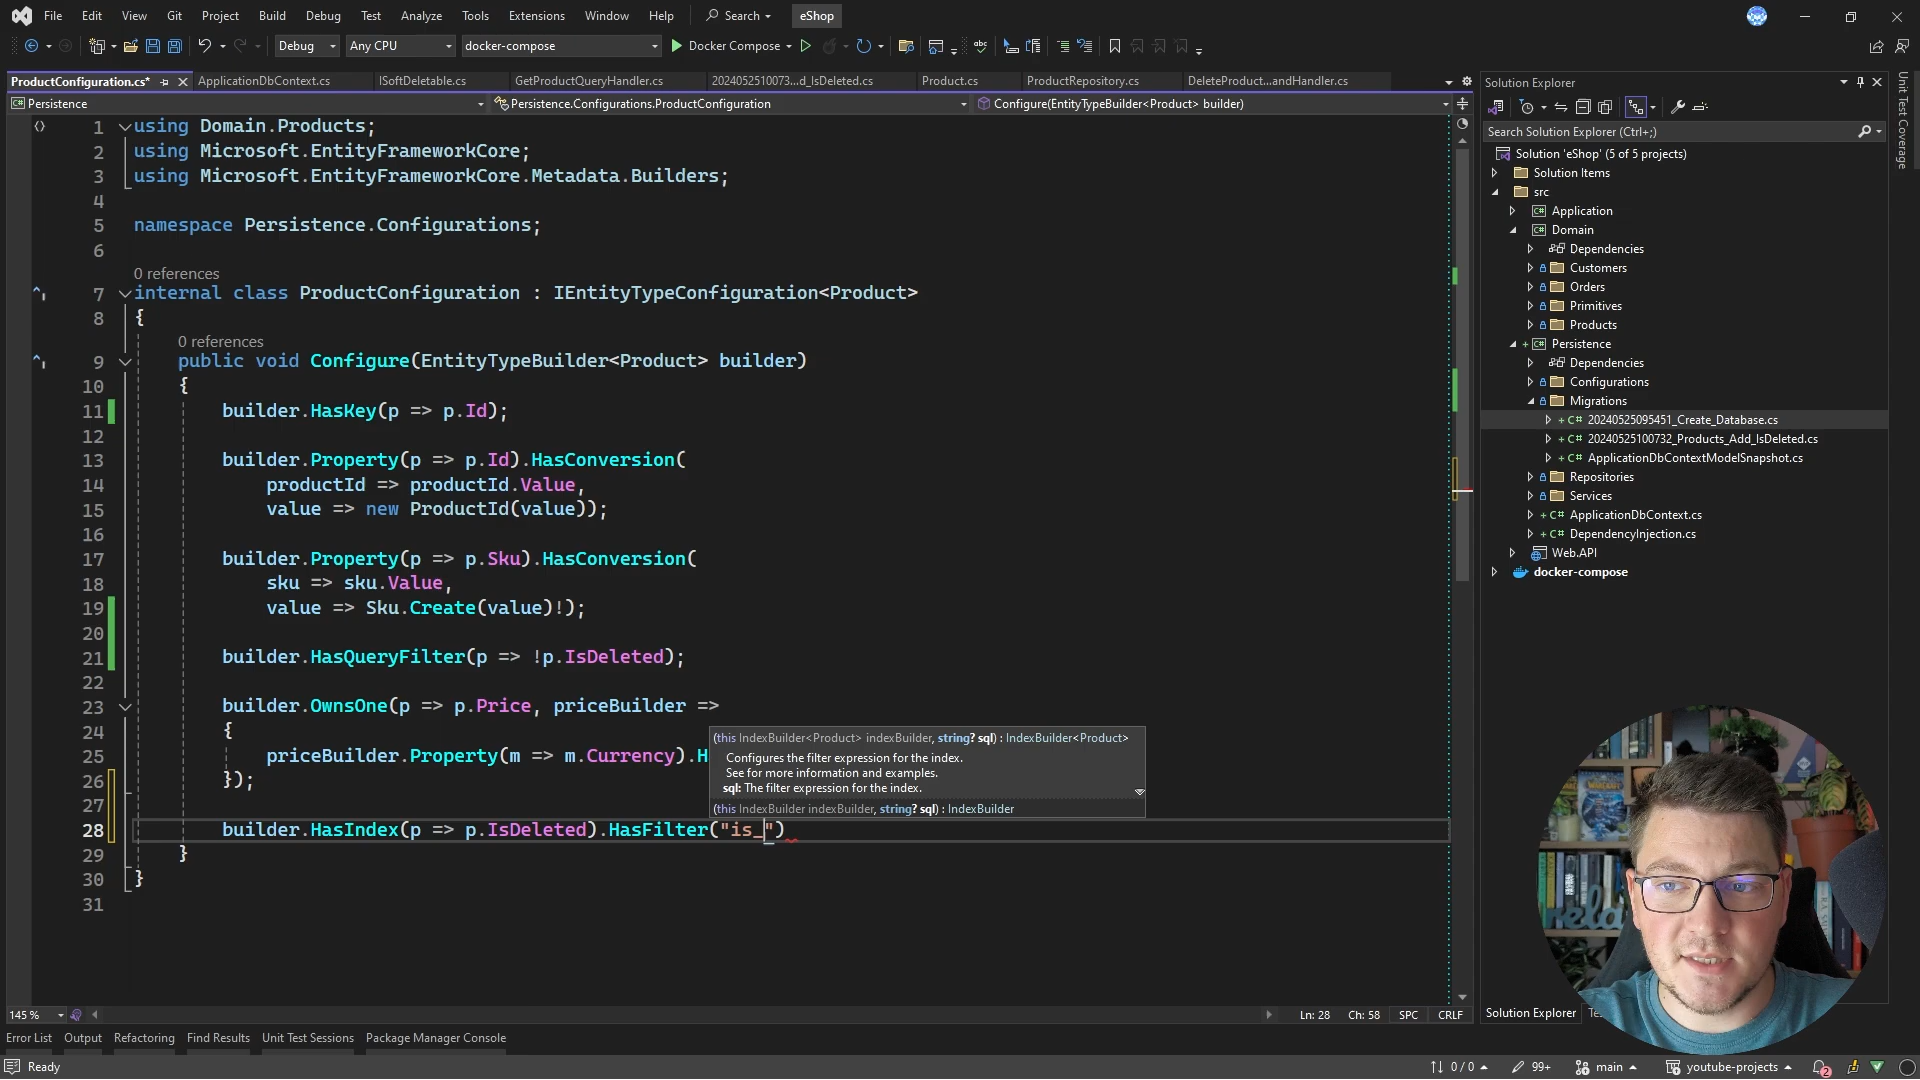 File Edit View Git Project Build Debug Test Analyze Tools Extensions Window Help Search eShop
Debug Any CPU docker-compose Docker Compose
ProductConfiguration.cs* ApplicationDbContext.cs ISoftDeletable.cs GetProductQueryHandler.cs 2024052510073...d_IsDeleted.cs Product.cs ProductRepository.cs DeleteProduct...andHandler.cs
Persistence Persistence.Configurations.ProductConfiguration Configure(EntityTypeBuilder<Product> builder)
1 using Domain.Products;
2 using Microsoft.EntityFrameworkCore;
3 using Microsoft.EntityFrameworkCore.Metadata.Builders;
4
5 namespace Persistence.Configurations;
6
0 references
7 internal class ProductConfiguration : IEntityTypeConfiguration<Product>
8 {
0 references
9 public void Configure(EntityTypeBuilder<Product> builder)
10 {
11 builder.HasKey(p => p.Id);
12
13 builder.Property(p => p.Id).HasConversion(
14 productId => productId.Value,
15 value => new ProductId(value));
16
17 builder.Property(p => p.Sku).HasConversion(
18 sku => sku.Value,
19 value => Sku.Create(value)!);
20
21 builder.HasQueryFilter(p => !p.IsDeleted);
22
23 builder.OwnsOne(p => p.Price, priceBuilder =>
24 {
25 priceBuilder.Property(m => m.Currency).H
26 });
27
28 builder.HasIndex(p => p.IsDeleted).HasFilter("is_")
29 }
30 }
31
(this IndexBuilder<Product> indexBuilder, string? sql) : IndexBuilder<Product>
Configures the filter expression for the index.
See for more information and examples.
sql: The filter expression for the index.
(this IndexBuilder indexBuilder, string? sql) : IndexBuilder
145 % Ln: 28 Ch: 58 SPC CRLF
Error List Output Refactoring Find Results Unit Test Sessions Package Manager Console
Ready 0 / 0 99+ main youtube-projects 2
Solution Explorer
Search Solution Explorer (Ctrl+;)
Solution 'eShop' (5 of 5 projects)
Solution Items
src
Application
Domain
Dependencies
Customers
Orders
Primitives
Products
Persistence
Dependencies
Configurations
Migrations
20240525095451_Create_Database.cs
20240525100732_Products_Add_IsDeleted.cs
ApplicationDbContextModelSnapshot.cs
Repositories
Services
ApplicationDbContext.cs
DependencyInjection.cs
Web.API
docker-compose
Solution Explorer
Unit Test Coverage